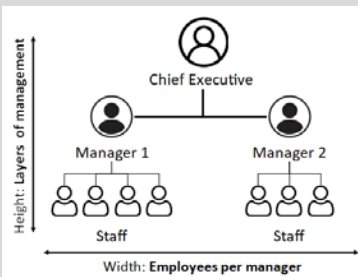 Chief Executive
Manager 1
Manager 2
Staff
Staff
Height: Layers of management
Width: Employees per manager